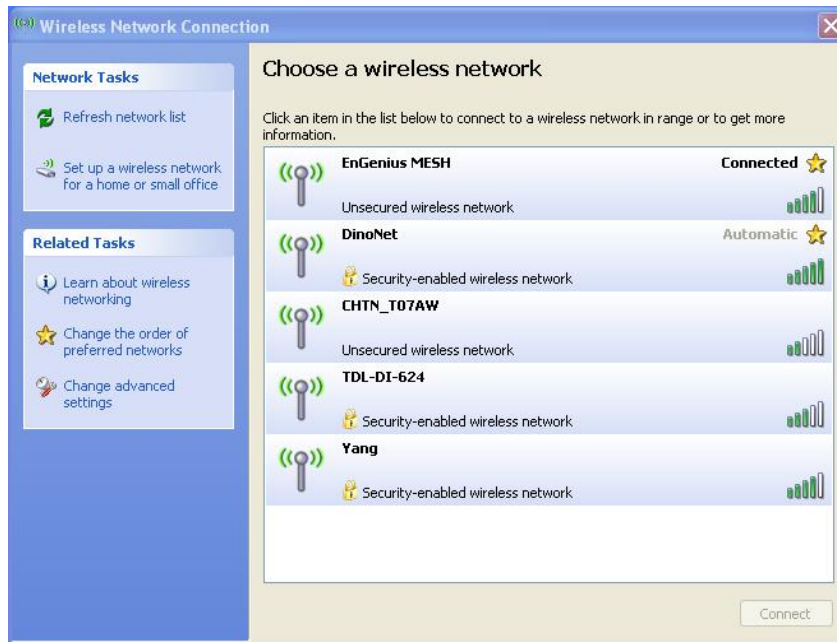 Wireless Network Connection
Network Tasks
Refresh network list
Set up a wireless network
for a home or small office
Related Tasks
Learn about wireless
networking
Change the order of
preferred networks
Change advanced
settings
Choose a wireless network
Click an item in the list below to connect to a wireless network in range or to get more
information.
EnGenius MESH Connected
Unsecured wireless network
DinoNet Automatic
Security-enabled wireless network
CHTN_T07AW
Unsecured wireless network
TDL-DI-624
Security-enabled wireless network
Yang
Security-enabled wireless network
Connect